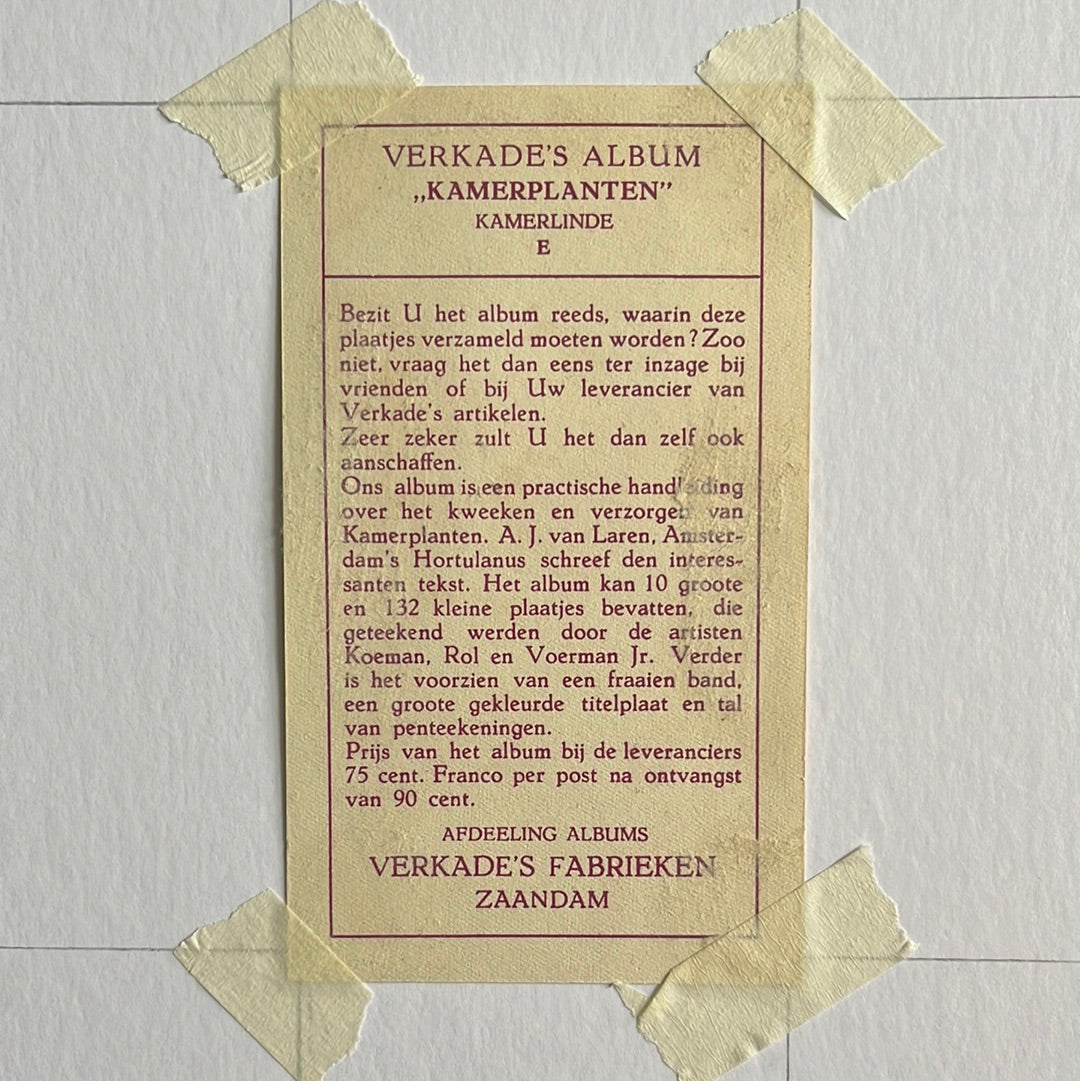 VERKADE'S ALBUM
„KAMERPLANTEN”
KAMERLINDE
E
Bezit U het album reeds, waarin deze
plaatjes verzameld moeten worden? Zoo
niet, vraag het dan eens ter inzage bij
vrienden of bij Uw leverancier van
Verkade's artikelen.
Zeer zeker zult U het dan zelf ook
aanschaffen.
Ons album is een practische handleiding
over het kweeken en verzorgen van
Kamerplanten. A. J. van Laren, Amster-
dam's Hortulanus schreef den interes-
santen tekst. Het album kan 10 groote
en 132 kleine plaatjes bevatten, die
geteekend werden door de artisten
Koeman, Rol en Voerman Jr. Verder
is het voorzien van een fraaien band,
een groote gekleurde titelplaat en tal
van penteekeningen.
Prijs van het album bij de leveranciers
75 cent. Franco per post na ontvangst
van 90 cent.
AFDEELING ALBUMS
VERKADE'S FABRIEKEN
ZAANDAM